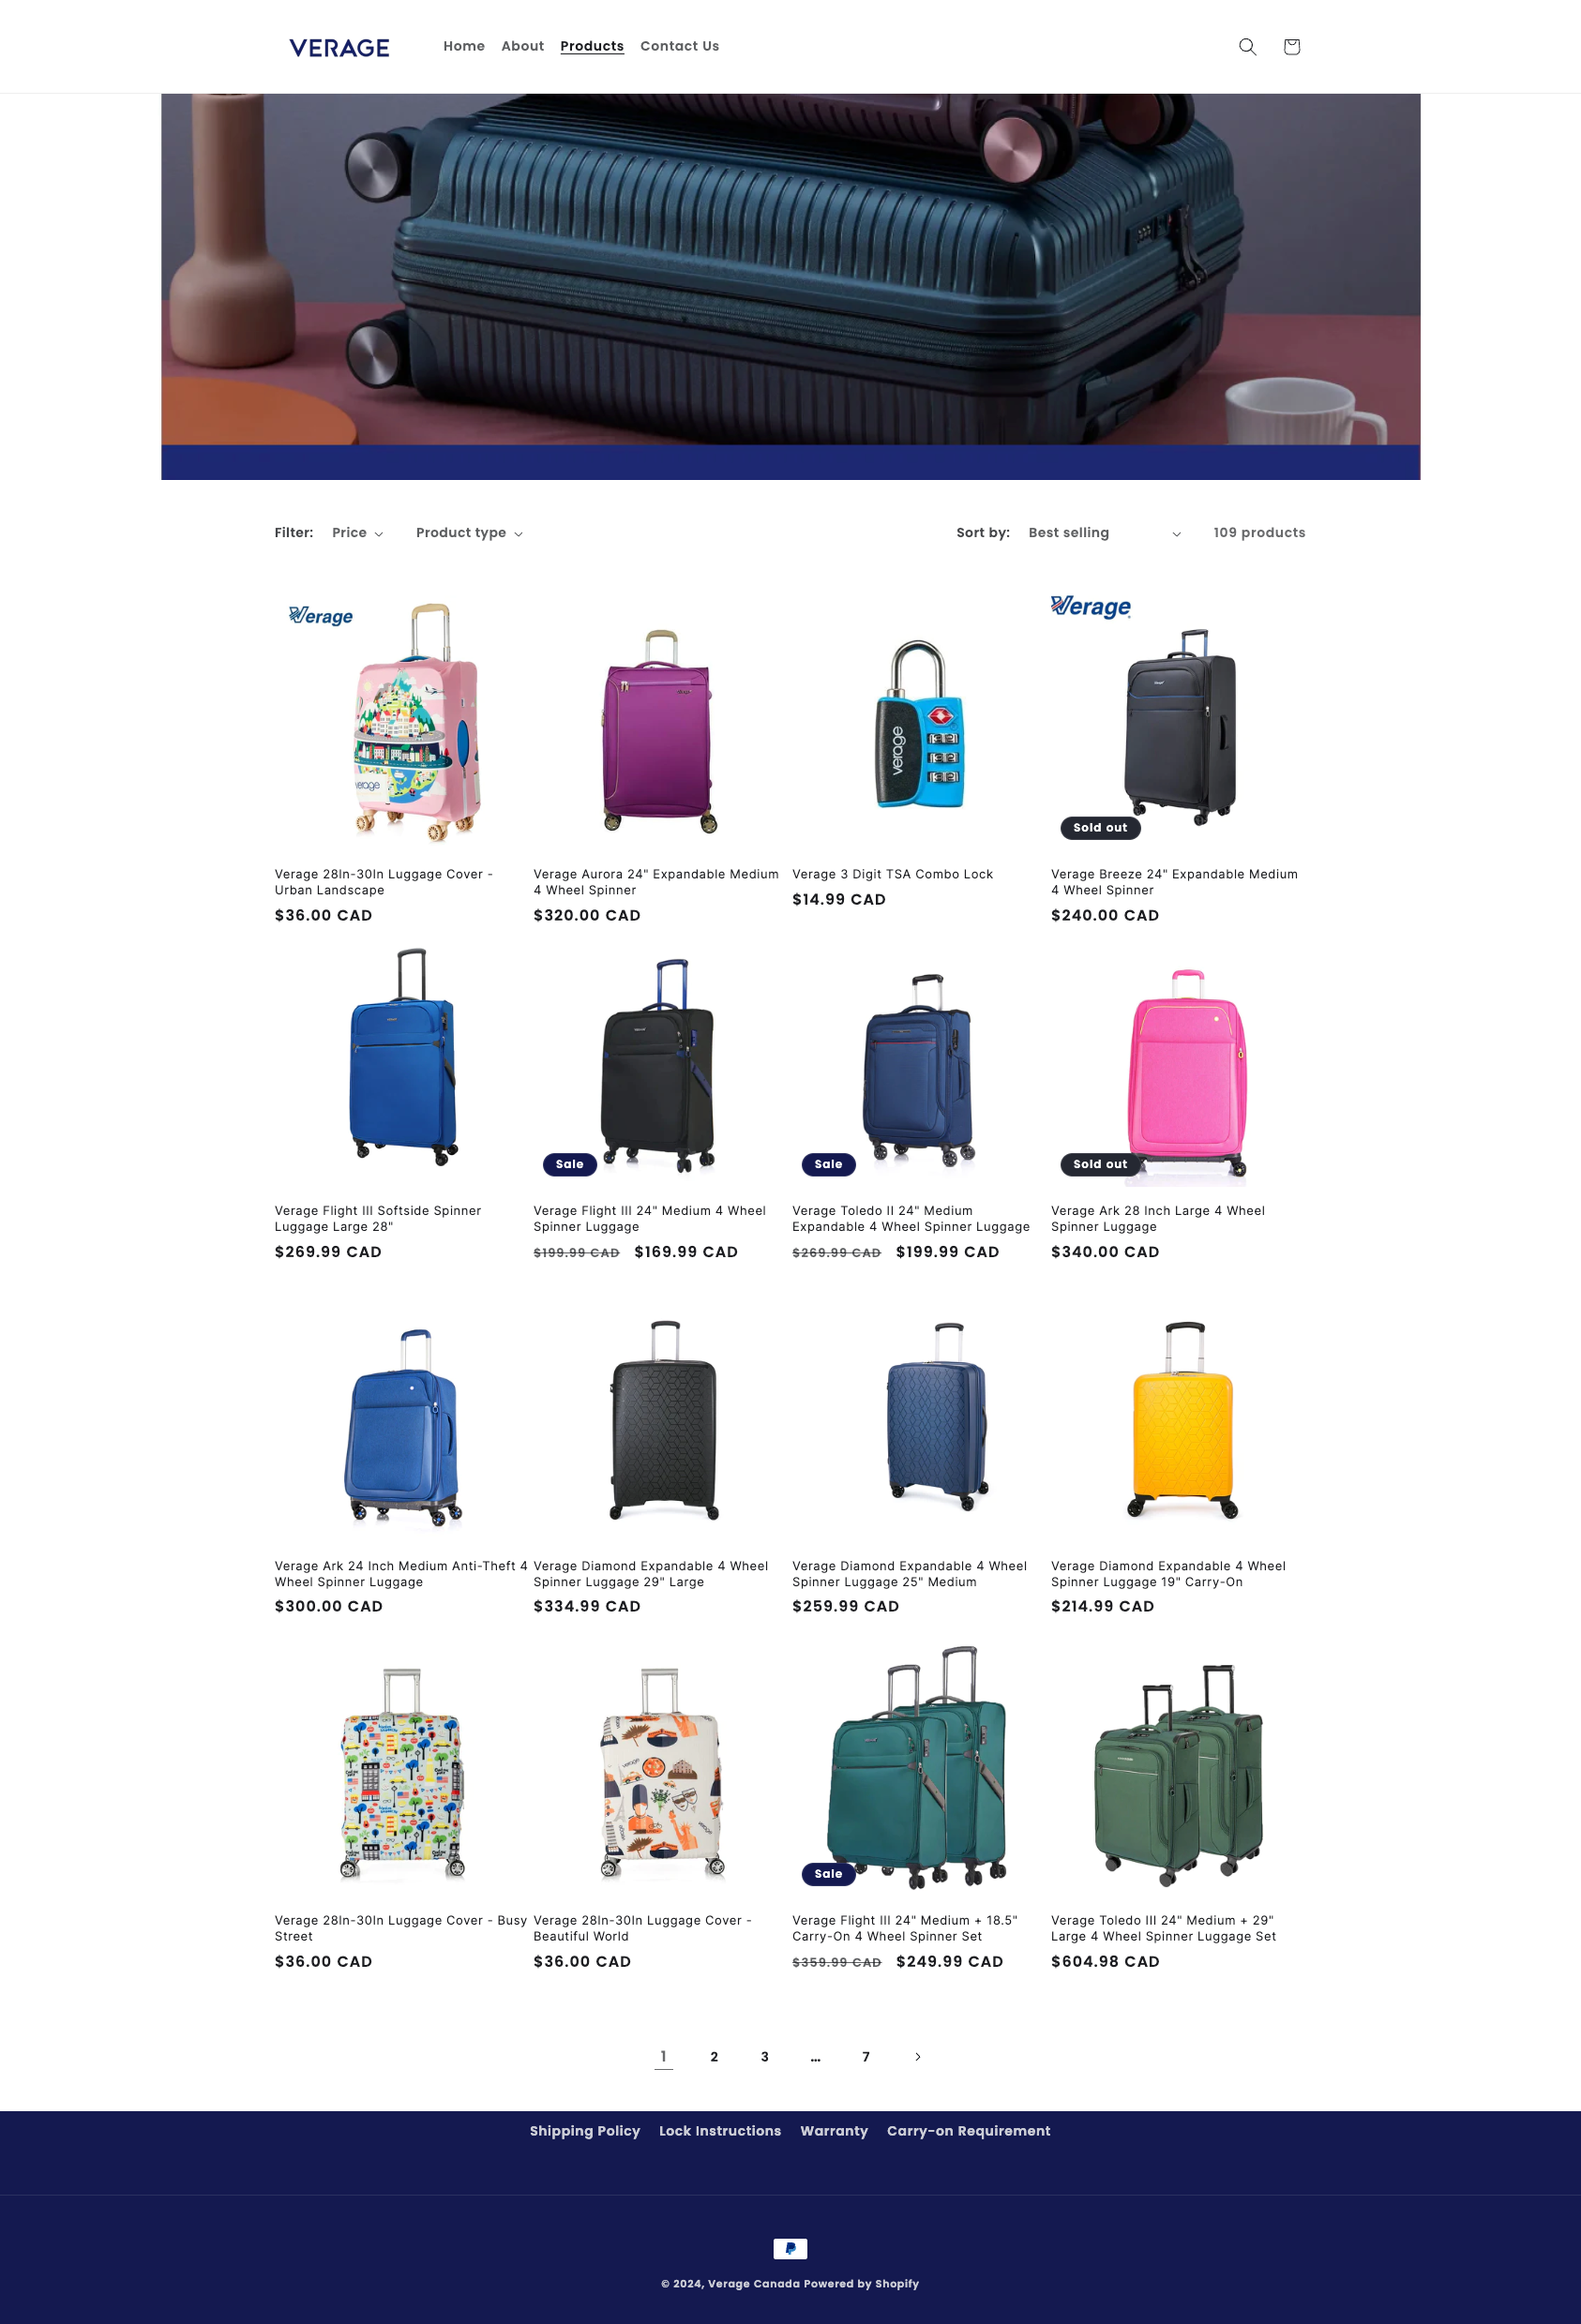 VERAGE
Home About Products Contact Us
Filter: Price Product type
Sort by: Best selling 109 products
Verage
Verage
verage
verage
Sold out
Verage 28In-30In Luggage Cover -
Urban Landscape
$36.00 CAD
Verage Aurora 24" Expandable Medium
4 Wheel Spinner
$320.00 CAD
Verage 3 Digit TSA Combo Lock
$14.99 CAD
Verage Breeze 24" Expandable Medium
4 Wheel Spinner
$240.00 CAD
Sale
Sale
Sold out
Verage Flight III Softside Spinner
Luggage Large 28"
$269.99 CAD
Verage Flight III 24" Medium 4 Wheel
Spinner Luggage
$199.99 CAD $169.99 CAD
Verage Toledo II 24" Medium
Expandable 4 Wheel Spinner Luggage
$269.99 CAD $199.99 CAD
Verage Ark 28 Inch Large 4 Wheel
Spinner Luggage
$340.00 CAD
Verage Ark 24 Inch Medium Anti-Theft 4
Wheel Spinner Luggage
$300.00 CAD
Verage Diamond Expandable 4 Wheel
Spinner Luggage 29" Large
$334.99 CAD
Verage Diamond Expandable 4 Wheel
Spinner Luggage 25" Medium
$259.99 CAD
Verage Diamond Expandable 4 Wheel
Spinner Luggage 19" Carry-On
$214.99 CAD
Sale
Verage 28In-30In Luggage Cover - Busy
Street
$36.00 CAD
Verage 28In-30In Luggage Cover -
Beautiful World
$36.00 CAD
Verage Flight III 24" Medium + 18.5"
Carry-On 4 Wheel Spinner Set
$359.99 CAD $249.99 CAD
Verage Toledo III 24" Medium + 29"
Large 4 Wheel Spinner Luggage Set
$604.98 CAD
1 2 3 … 7
Shipping Policy Lock Instructions Warranty Carry-on Requirement
© 2024, Verage Canada Powered by Shopify